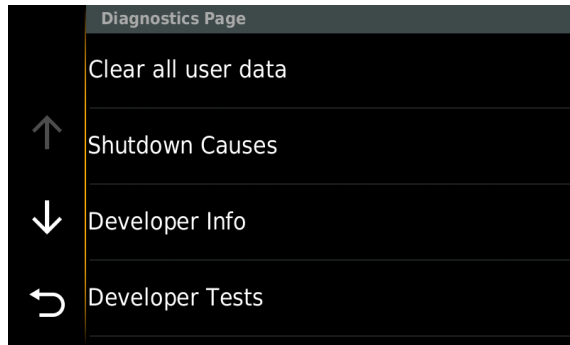 Diagnostics Page
Clear all user data
Shutdown Causes
Developer Info
Developer Tests